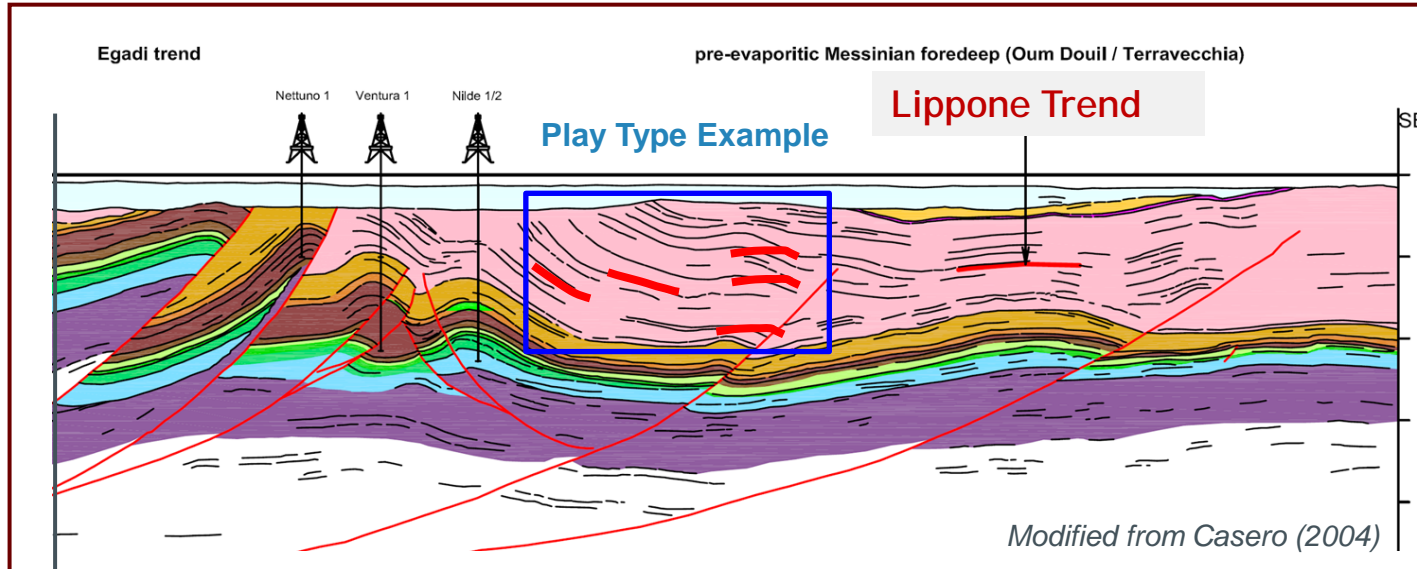 Egadi trend
pre-evaporitic Messinian foredeep (Oum Douil / Terravecchia)
Nettuno 1
Ventura 1
Nilde 1/2
Play Type Example
Lippone Trend
SE
Modified from Casero (2004)